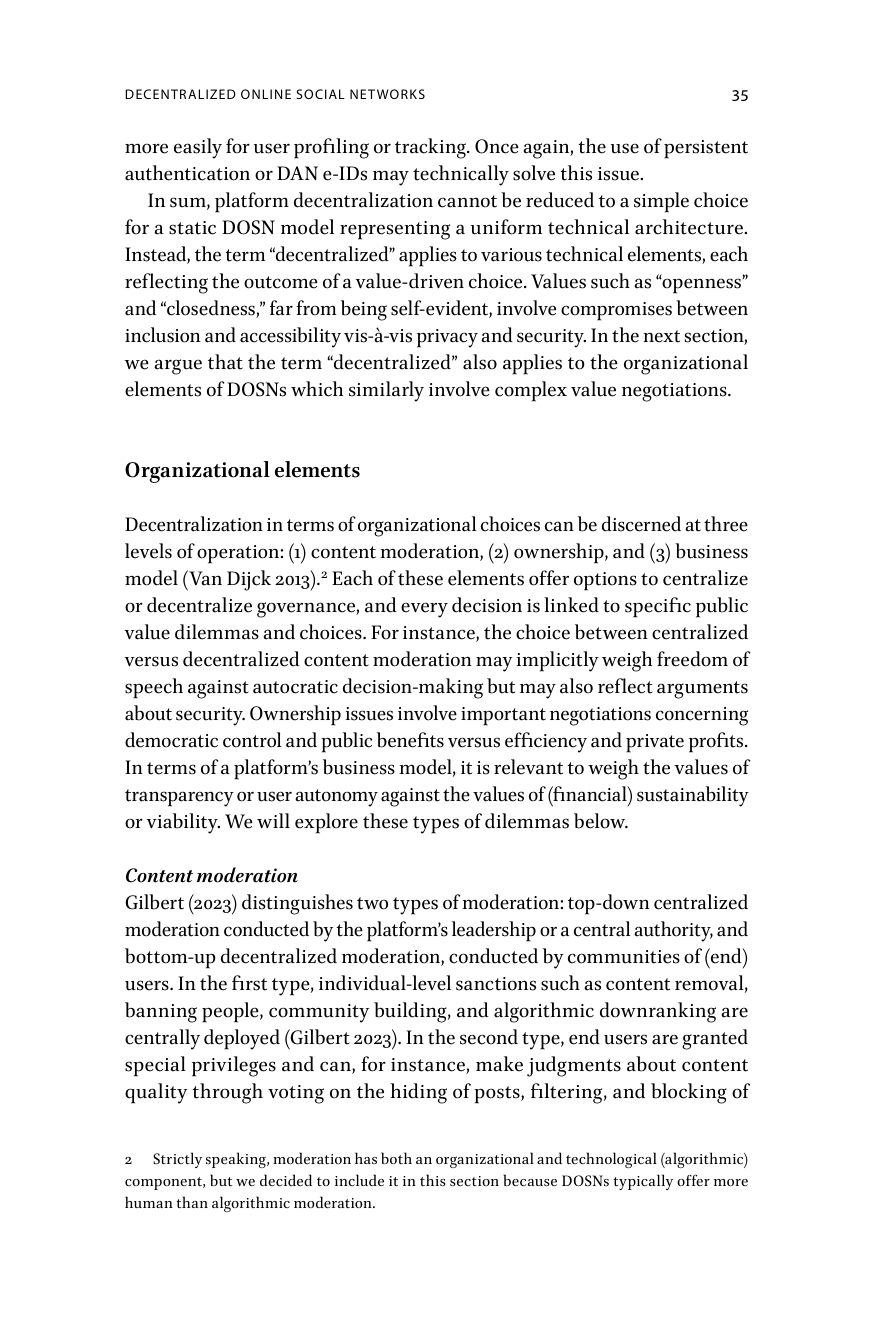 DECENTRALIZED ONLINE SOCIAL NETWORKS 35
more easily for user profiling or tracking. Once again, the use of persistent
authentication or DAN e-IDs may technically solve this issue.
In sum, platform decentralization cannot be reduced to a simple choice
for a static DOSN model representing a uniform technical architecture.
Instead, the term “decentralized” applies to various technical elements, each
reflecting the outcome of a value-driven choice. Values such as “openness”
and “closedness,” far from being self-evident, involve compromises between
inclusion and accessibility vis-à-vis privacy and security. In the next section,
we argue that the term “decentralized” also applies to the organizational
elements of DOSNs which similarly involve complex value negotiations.
Organizational elements
Decentralization in terms of organizational choices can be discerned at three
levels of operation: (1) content moderation, (2) ownership, and (3) business
model (Van Dijck 2013).² Each of these elements offer options to centralize
or decentralize governance, and every decision is linked to specific public
value dilemmas and choices. For instance, the choice between centralized
versus decentralized content moderation may implicitly weigh freedom of
speech against autocratic decision-making but may also reflect arguments
about security. Ownership issues involve important negotiations concerning
democratic control and public benefits versus efficiency and private profits.
In terms of a platform’s business model, it is relevant to weigh the values of
transparency or user autonomy against the values of (financial) sustainability
or viability. We will explore these types of dilemmas below.
Content moderation
Gilbert (2023) distinguishes two types of moderation: top-down centralized
moderation conducted by the platform’s leadership or a central authority, and
bottom-up decentralized moderation, conducted by communities of (end)
users. In the first type, individual-level sanctions such as content removal,
banning people, community building, and algorithmic downranking are
centrally deployed (Gilbert 2023). In the second type, end users are granted
special privileges and can, for instance, make judgments about content
quality through voting on the hiding of posts, filtering, and blocking of
2 Strictly speaking, moderation has both an organizational and technological (algorithmic)
component, but we decided to include it in this section because DOSNs typically offer more
human than algorithmic moderation.